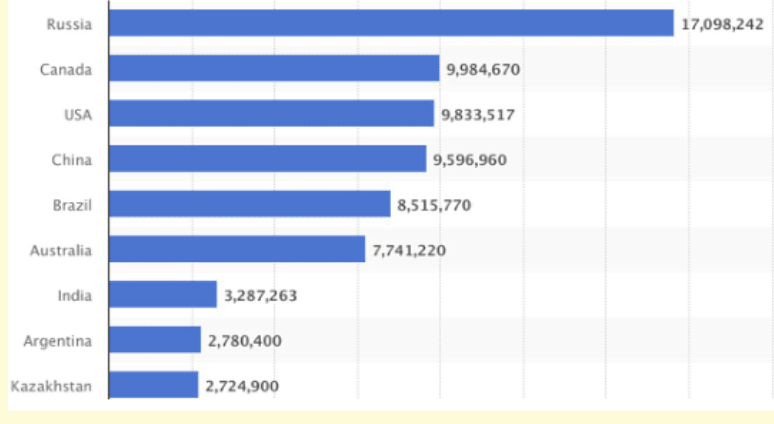 Russia 17,098,242
Canada 9,984,670
USA 9,833,517
China 9,596,960
Brazil 8,515,770
Australia 7,741,220
India 3,287,263
Argentina 2,780,400
Kazakhstan 2,724,900